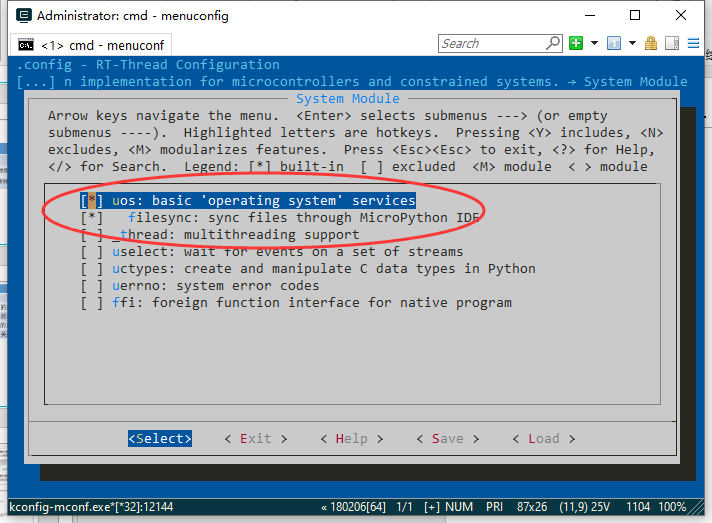 Administrator: cmd - menuconfig
<1> cmd - menuconf
Search
.config - RT-Thread Configuration
[...] n implementation for microcontrollers and constrained systems. → System Module
System Module
Arrow keys navigate the menu.  <Enter> selects submenus ---> (or empty
submenus ----).  Highlighted letters are hotkeys.  Pressing <Y> includes, <N>
excludes, <M> modularizes features.  Press <Esc><Esc> to exit, <?> for Help,
</> for Search.  Legend: [*] built-in  [ ] excluded  <M> module  < > module
[*] uos: basic 'operating system' services
[*]   filesync: sync files through MicroPython IDE
[ ] _thread: multithreading support
[ ] uselect: wait for events on a set of streams
[ ] uctypes: create and manipulate C data types in Python
[ ] uerrno: system error codes
[ ] ffi: foreign function interface for native program
<Select>    < Exit >    < Help >    < Save >    < Load >
kconfig-mconf.exe*[*32]:12144 « 180206[64] 1/1 [+] NUM PRI 87x26 (11,9) 25V 1104 100%